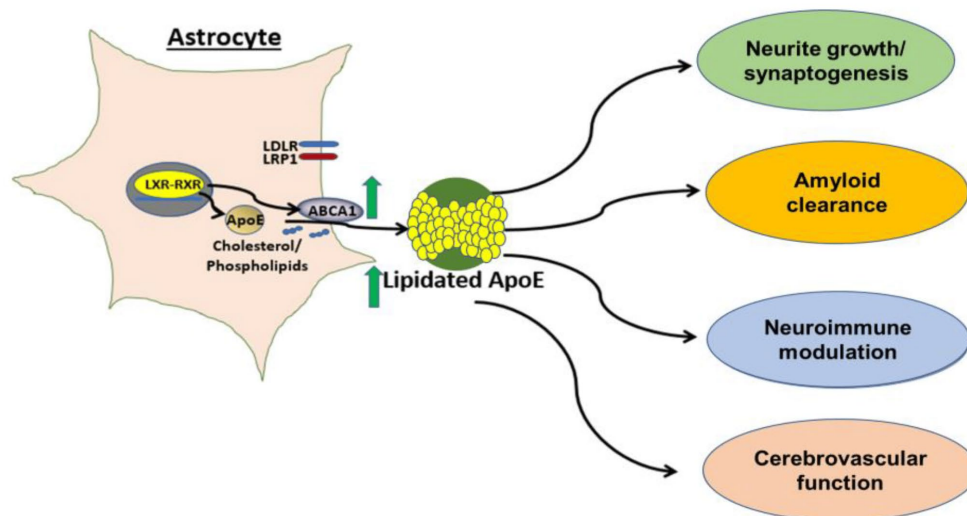 Astrocyte
LDLR
LRP1
LXR-RXR
ApoE
ABCA1
Cholesterol/
Phospholipids
Lipidated ApoE
Neurite growth/
synaptogenesis
Amyloid
clearance
Neuroimmune
modulation
Cerebrovascular
function